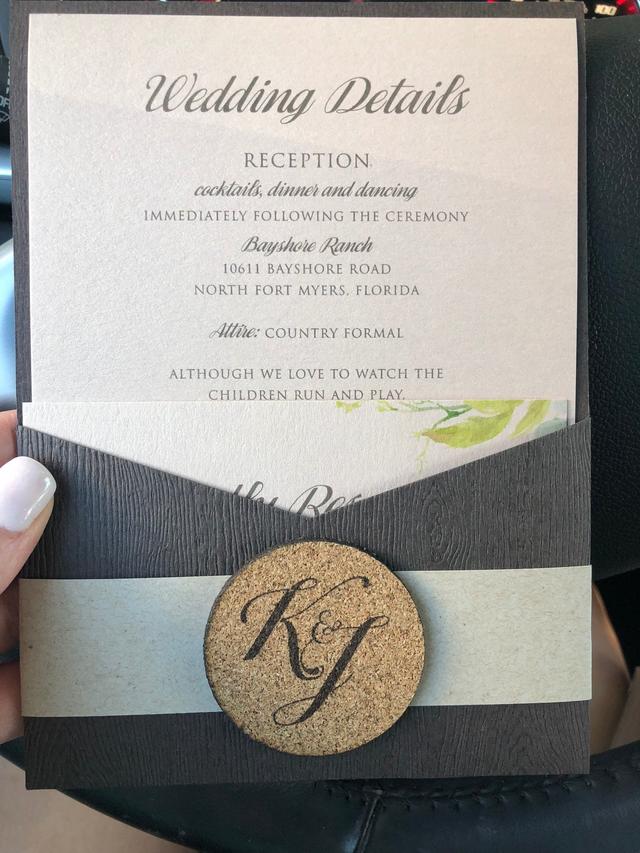 Wedding Details
RECEPTION
cocktails, dinner and dancing
IMMEDIATELY FOLLOWING THE CEREMONY
Bayshore Ranch
10611 BAYSHORE ROAD
NORTH FORT MYERS, FLORIDA
Attire: COUNTRY FORMAL
ALTHOUGH WE LOVE TO WATCH THE
CHILDREN RUN AND PLAY,
K&J